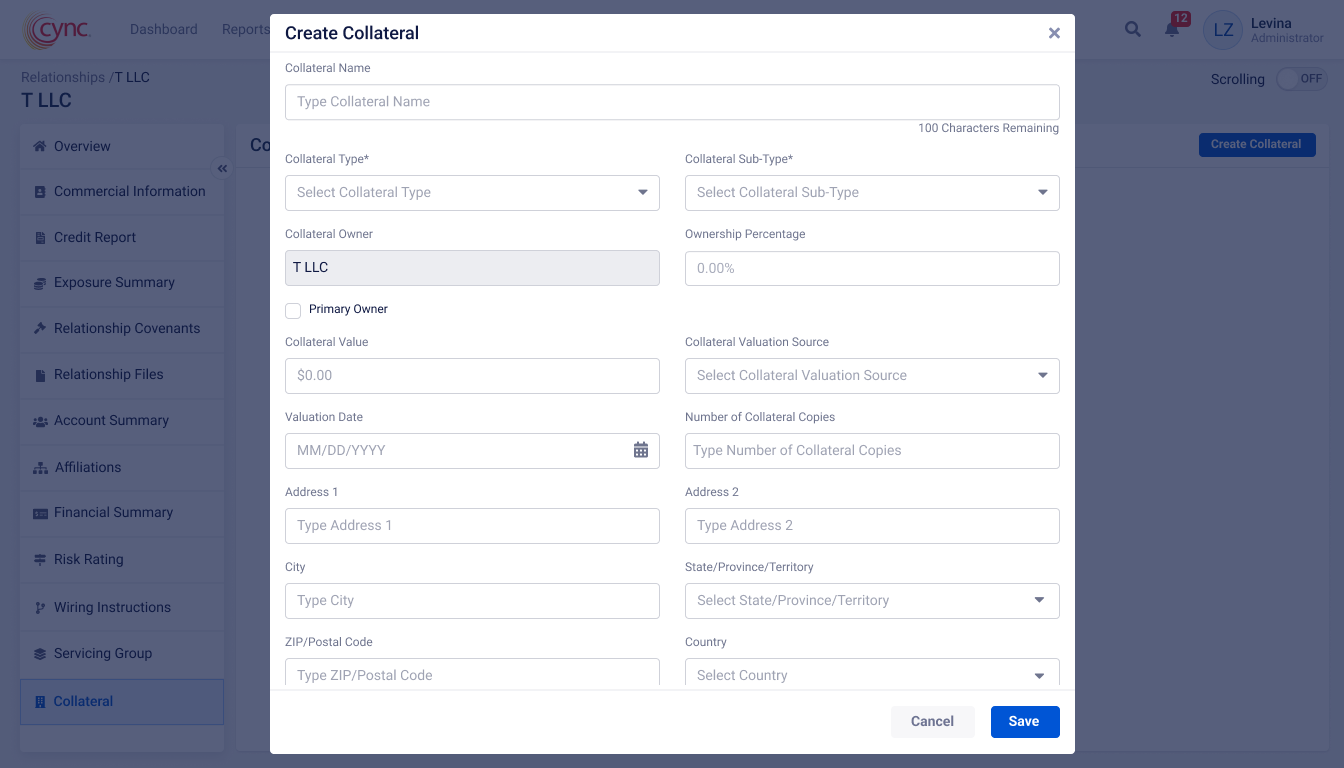 Create Collateral
cync
Dashboard
Reports
12
LZ
Levina
Administrator
Relationships /T LLC
T LLC
Scrolling
OFF
Overview
Commercial Information
Credit Report
Exposure Summary
Relationship Covenants
Relationship Files
Account Summary
Affiliations
Financial Summary
Risk Rating
Wiring Instructions
Servicing Group
Collateral
Co
Create Collateral
Collateral Name
Type Collateral Name
100 Characters Remaining
Collateral Type*
Collateral Sub-Type*
Select Collateral Type
Select Collateral Sub-Type
Collateral Owner
Ownership Percentage
T LLC
0.00%
Primary Owner
Collateral Value
Collateral Valuation Source
$0.00
Select Collateral Valuation Source
Valuation Date
Number of Collateral Copies
MM/DD/YYYY
Type Number of Collateral Copies
Address 1
Address 2
Type Address 1
Type Address 2
City
State/Province/Territory
Type City
Select State/Province/Territory
ZIP/Postal Code
Country
Type ZIP/Postal Code
Select Country
Cancel
Save